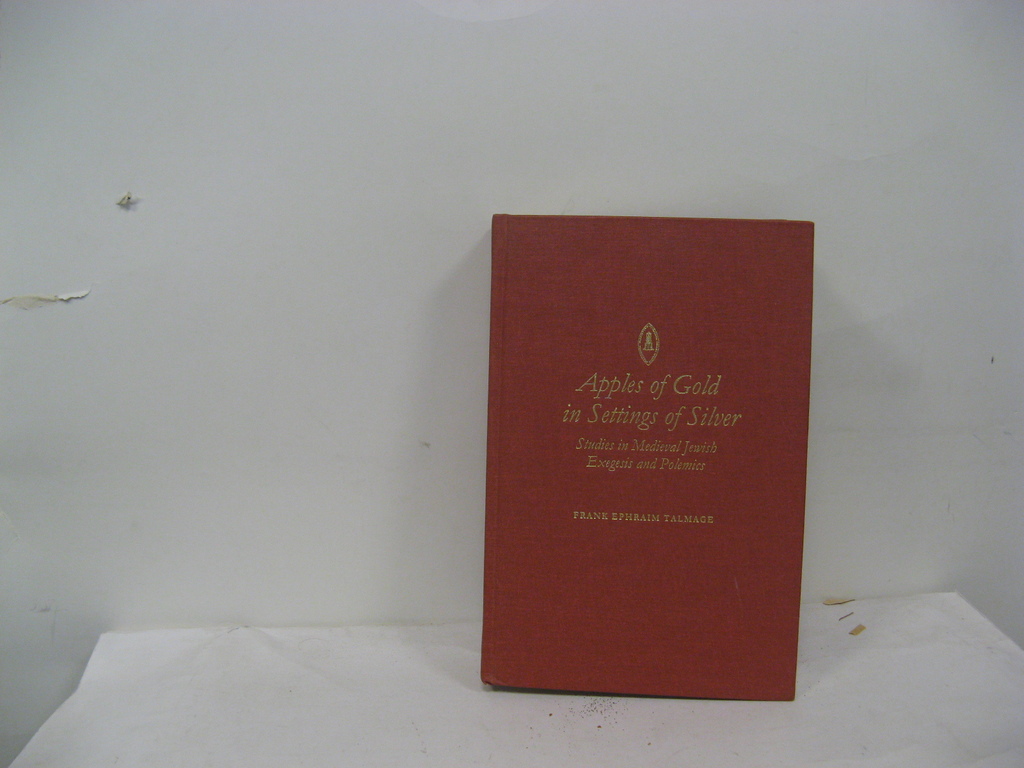 Apples of Gold
in Settings of Silver
Studies in Medieval Jewish
Exegesis and Polemics
FRANK EPHRAIM TALMAGE